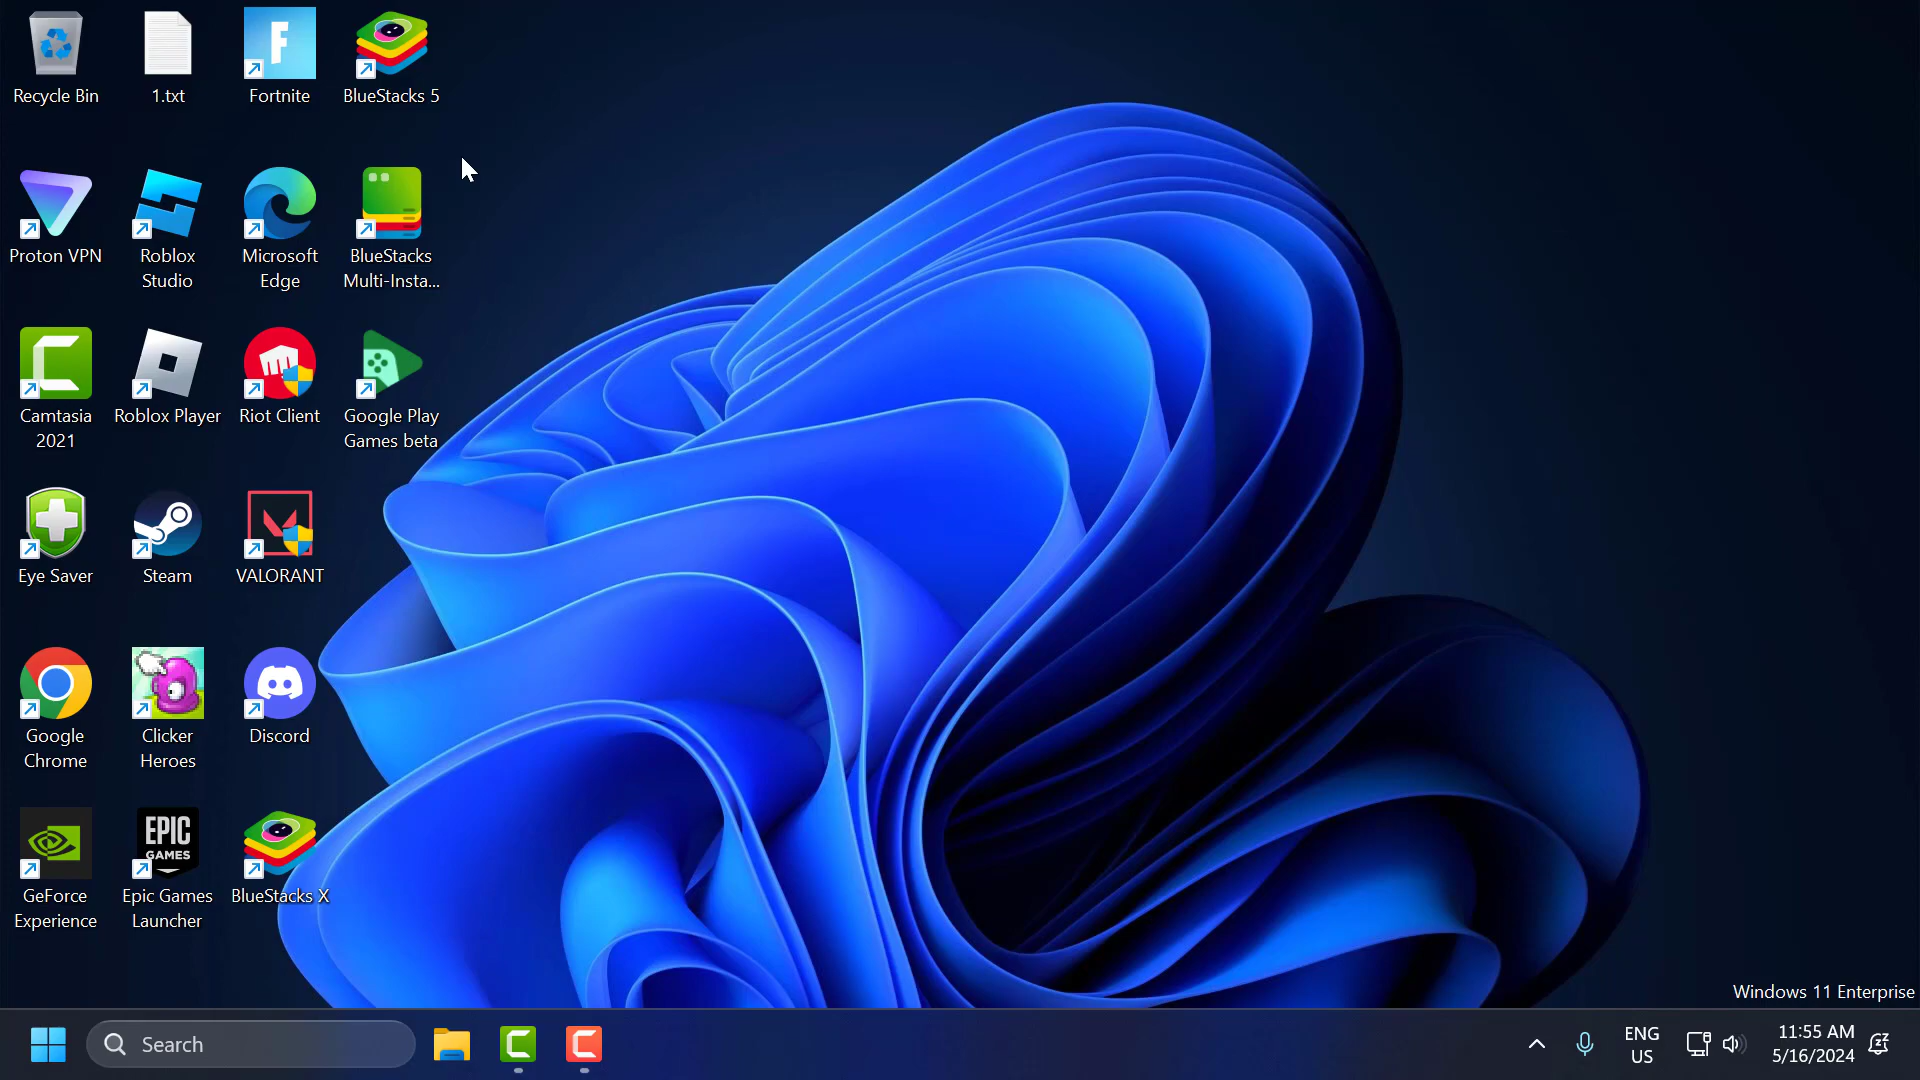 Recycle Bin
1.txt
Fortnite
BlueStacks 5
Proton VPN
Roblox
Studio
Microsoft
Edge
BlueStacks
Multi-Insta...
Camtasia
2021
Roblox Player
Riot Client
Google Play
Games beta
Eye Saver
Steam
VALORANT
Google
Chrome
Clicker
Heroes
Discord
GeForce
Experience
EPIC
GAMES
Epic Games
Launcher
BlueStacks X
Windows 11 Enterprise
Search
ENG
US
11:55 AM
5/16/2024